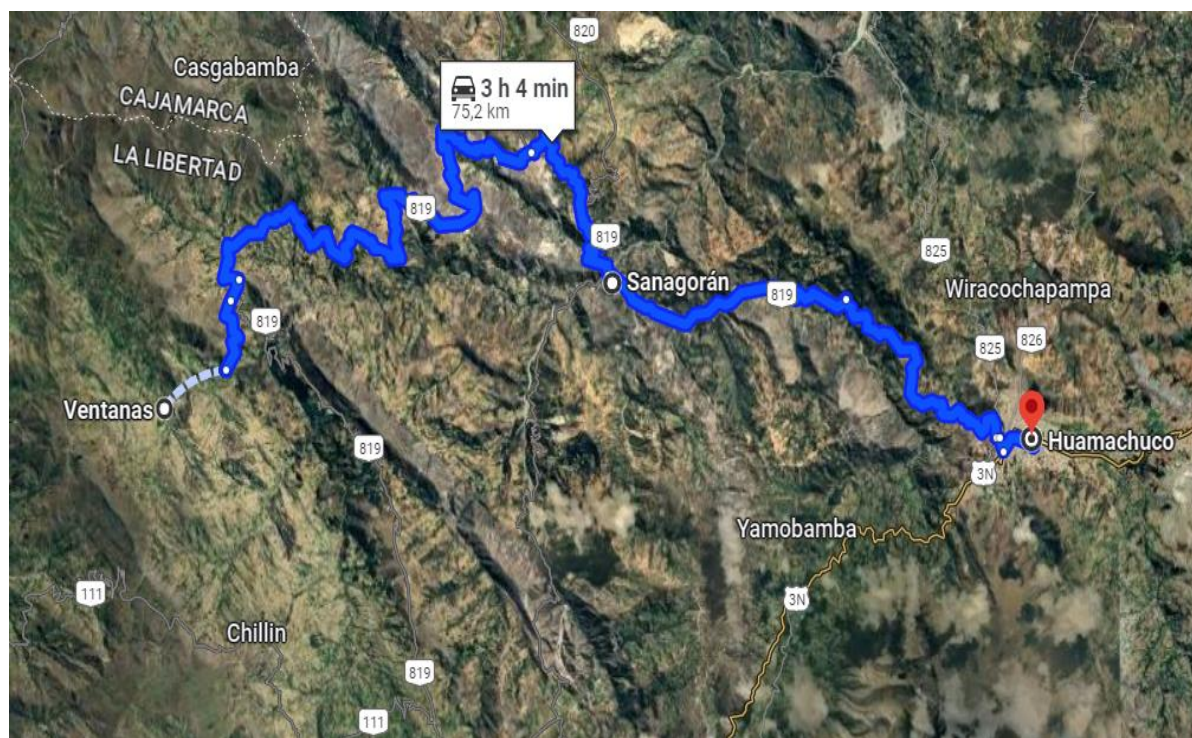 820
Casgabamba
CAJAMARCA
LA LIBERTAD
3 h 4 min
75,2 km
819
819
825
Sanagorán
819
Wiracochapampa
819
825
826
Ventanas
Huamachuco
819
3N
Yamobamba
111
3N
Chillin
819
111